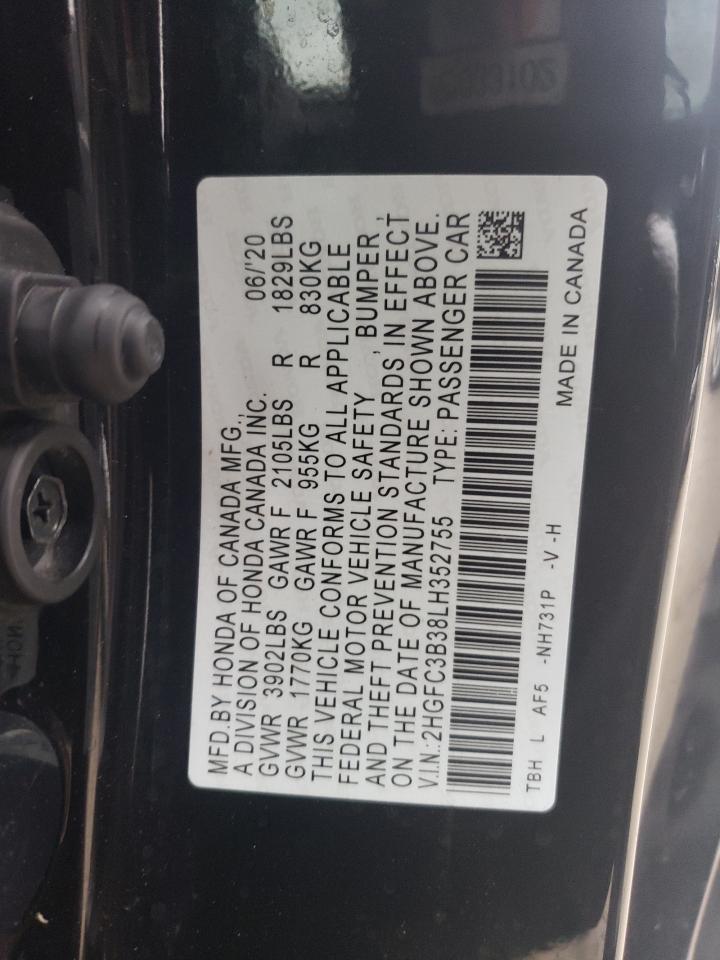 MFD.BY HONDA OF CANADA MFG., 06/'20
A DIVISION OF HONDA CANADA INC.
GVWR 3902LBS GAWR F 2105LBS R 1829LBS
GVWR 1770KG GAWR F 955KG R 830KG
THIS VEHICLE CONFORMS TO ALL APPLICABLE
FEDERAL MOTOR VEHICLE SAFETY, BUMPER,
AND THEFT PREVENTION STANDARDS IN EFFECT
ON THE DATE OF MANUFACTURE SHOWN ABOVE.
V.I.N.:2HGFC3B38LH352755 TYPE: PASSENGER CAR
TBH L AF5 -NH731P -V -H MADE IN CANADA